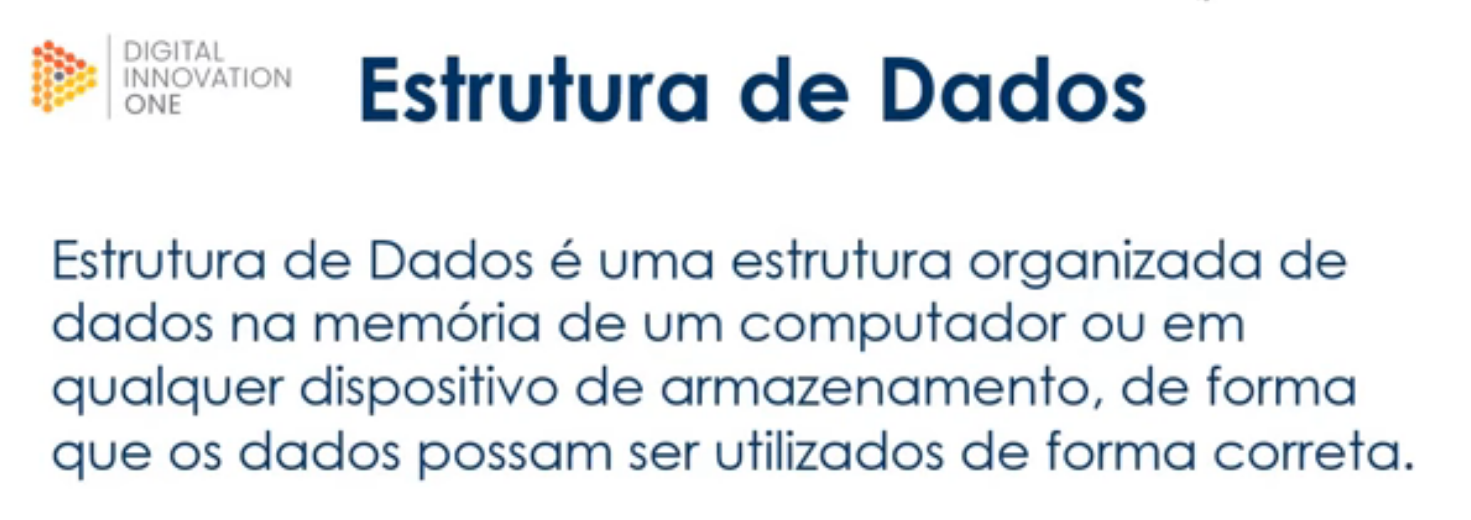 DIGITAL
INNOVATION
ONE
Estrutura de Dados
Estrutura de Dados é uma estrutura organizada de
dados na memória de um computador ou em
qualquer dispositivo de armazenamento, de forma
que os dados possam ser utilizados de forma correta.